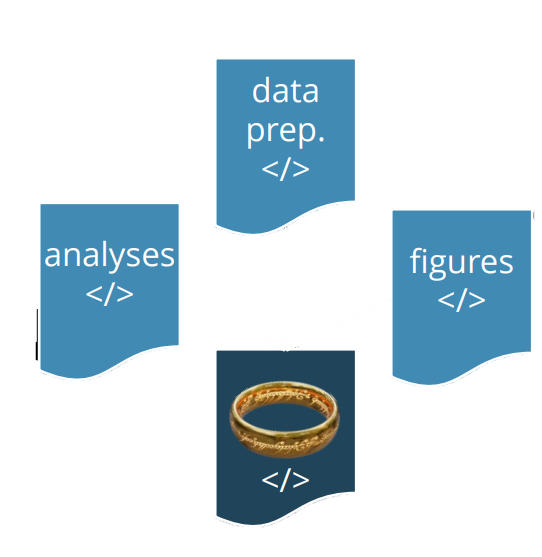 data
prep.
</>
analyses
</>
figures
</>
</>